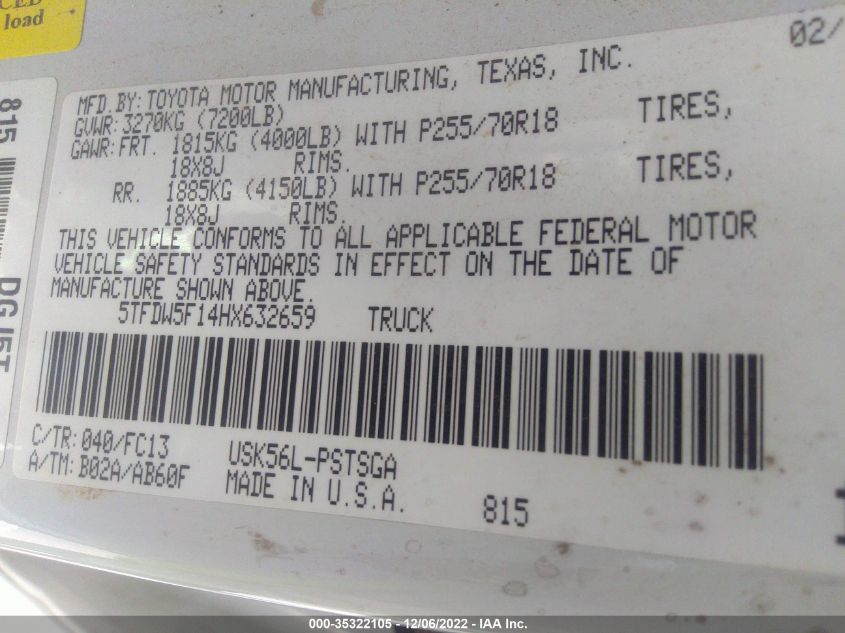 CED
load
815
DG J5T
02/
MFD.BY: TOYOTA MOTOR MANUFACTURING, TEXAS, INC.
GVWR: 3270KG (7200LB)
GAWR: FRT. 1815KG (4000LB) WITH P255/70R18 TIRES,
18X8J RIMS.
RR. 1885KG (4150LB) WITH P255/70R18 TIRES,
18X8J RIMS.
THIS VEHICLE CONFORMS TO ALL APPLICABLE FEDERAL MOTOR
VEHICLE SAFETY STANDARDS IN EFFECT ON THE DATE OF
MANUFACTURE SHOWN ABOVE.
5TFDW5F14HX632659 TRUCK
C/TR: 040/FC13
A/TM: B02A/AB60F
USK56L-PSTSGA
MADE IN U.S.A.
815
000-35322105 - 12/06/2022 - IAA Inc.